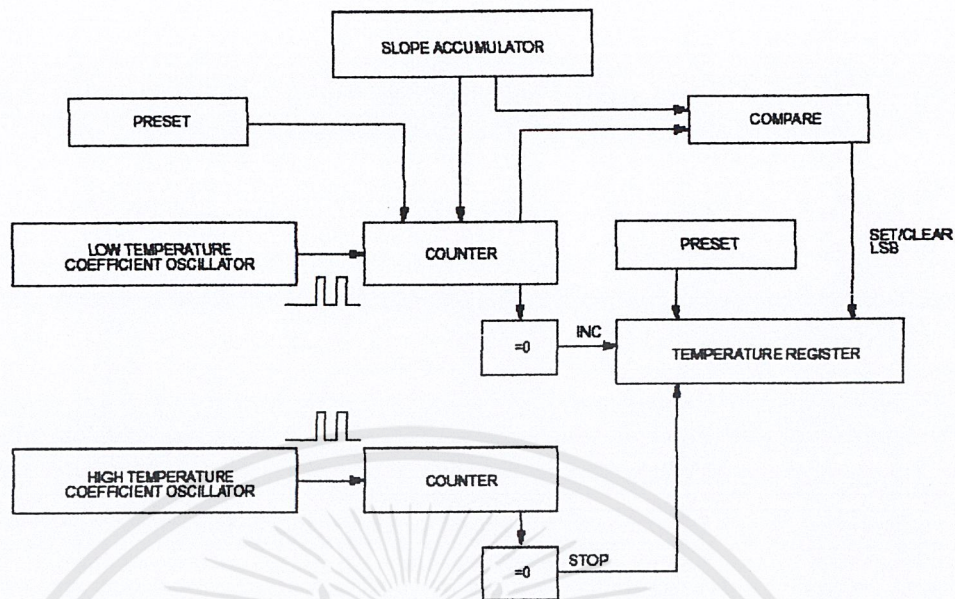 SLOPE ACCUMULATOR
PRESET
COMPARE
LOW TEMPERATURE
COEFFICIENT OSCILLATOR
COUNTER
PRESET
SET/CLEAR
LSB
=0
INC
TEMPERATURE REGISTER
HIGH TEMPERATURE
COEFFICIENT OSCILLATOR
COUNTER
=0
STOP